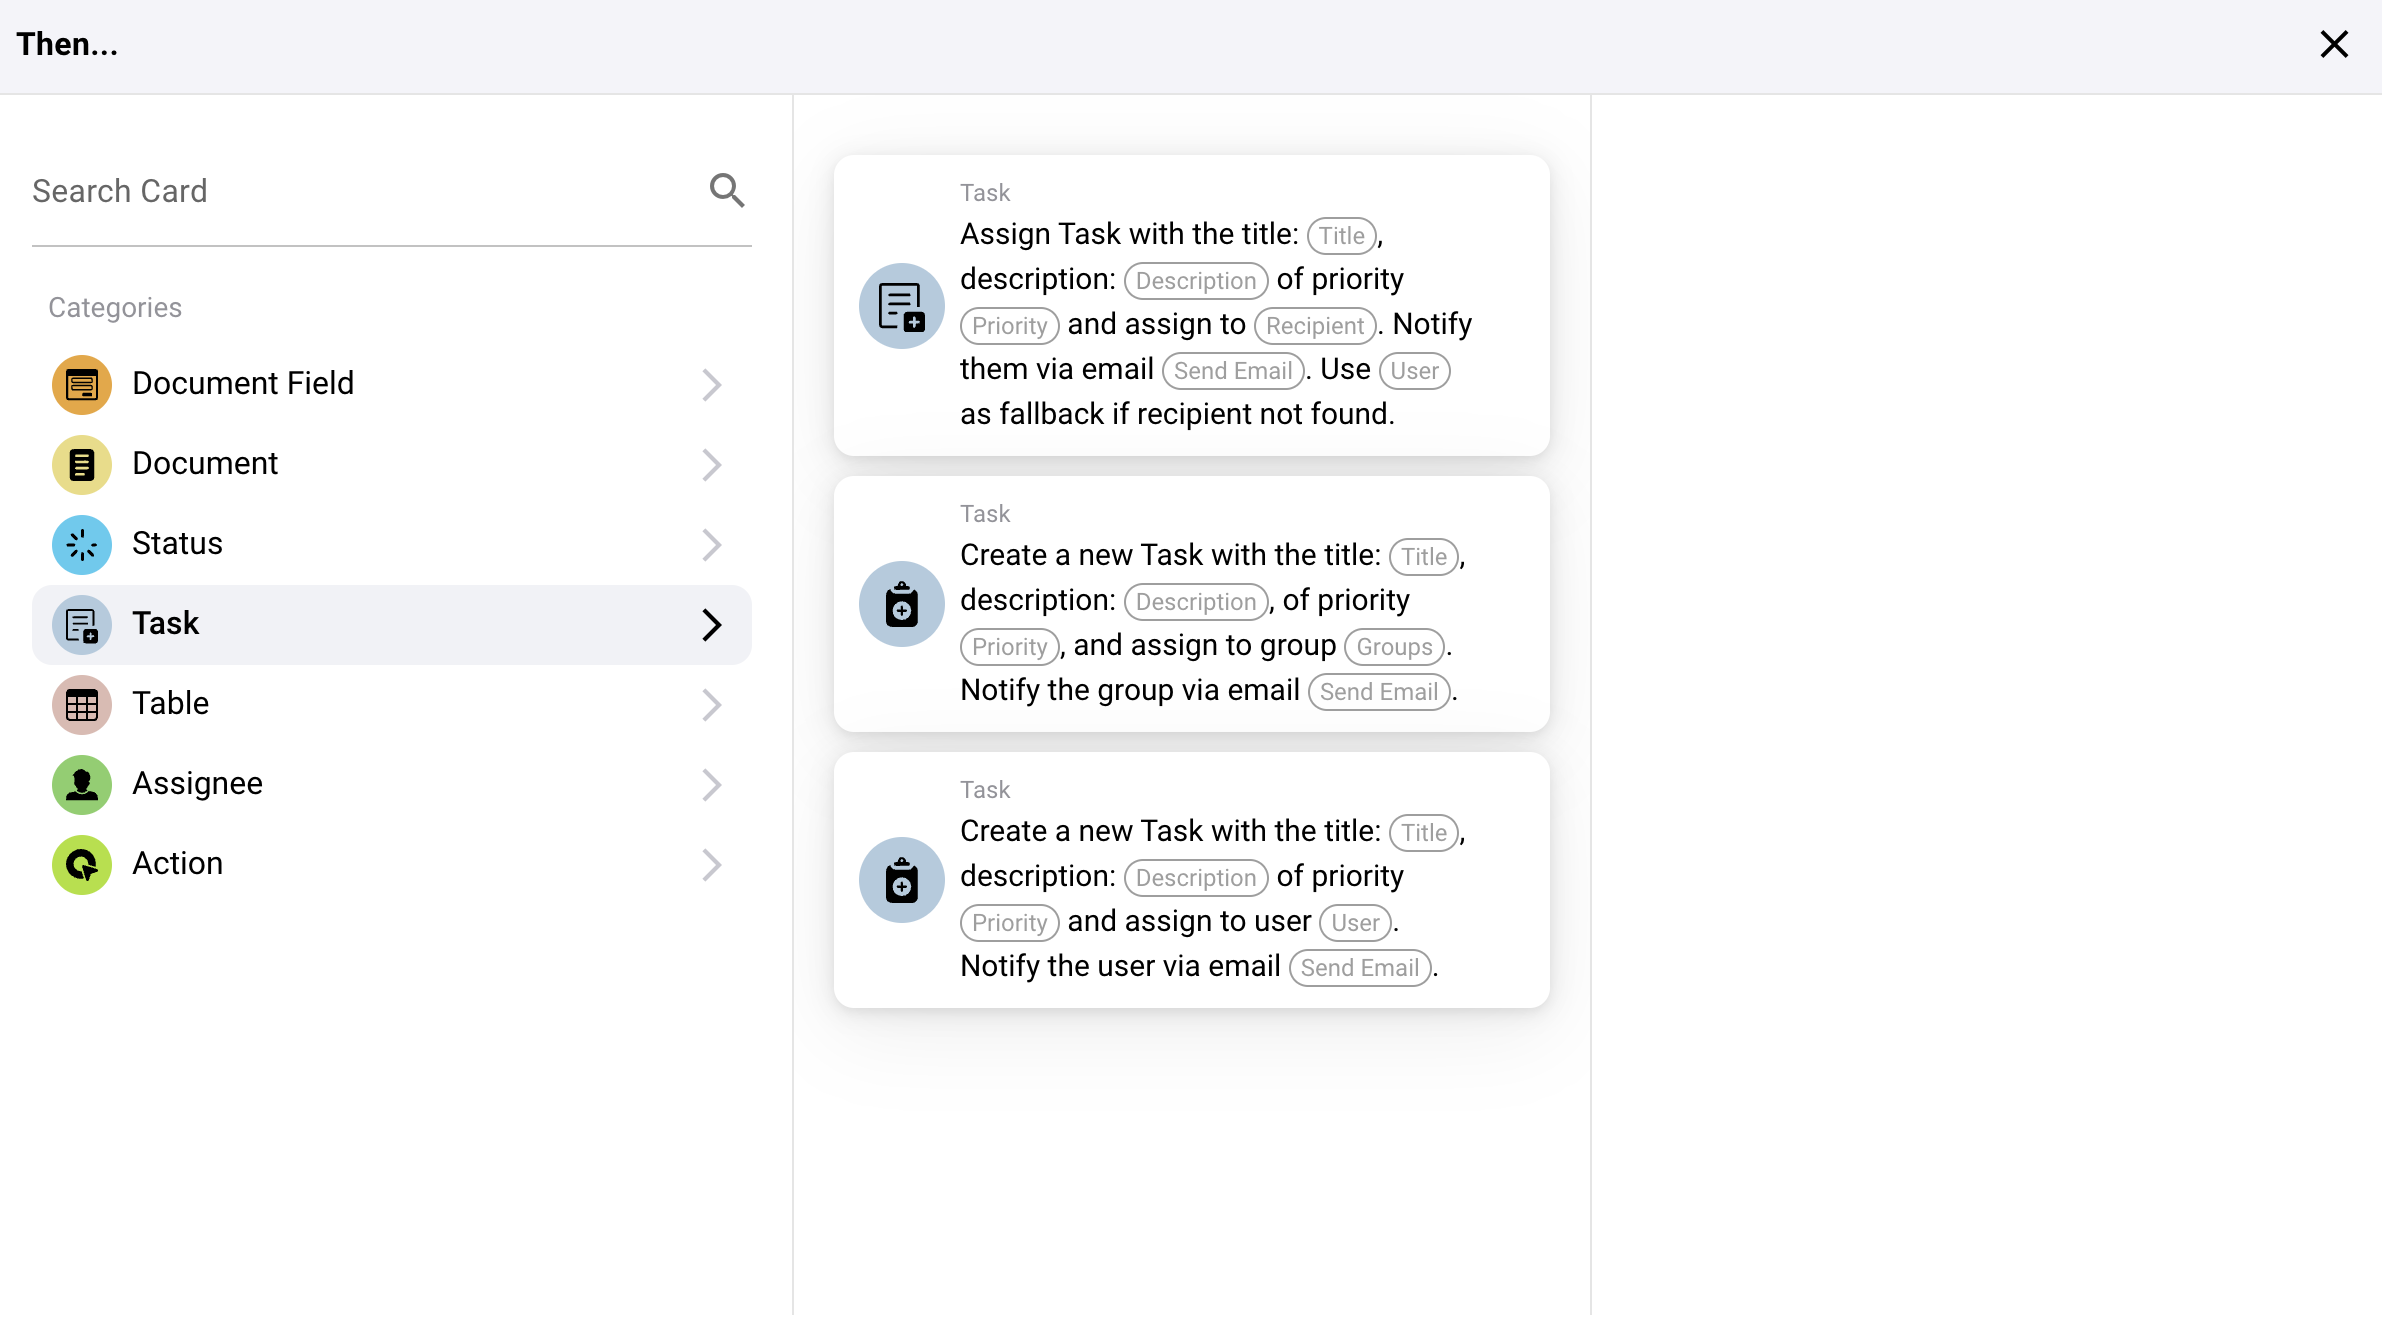 Then...
Search Card
Categories
Document Field
Document
Status
Task
Table
Assignee
Action
Task
Assign Task with the title: Title,
description: Description of priority
Priority and assign to Recipient. Notify
them via email Send Email. Use User
as fallback if recipient not found.
Task
Create a new Task with the title: Title,
description: Description, of priority
Priority, and assign to group Groups.
Notify the group via email Send Email.
Task
Create a new Task with the title: Title,
description: Description of priority
Priority and assign to user User.
Notify the user via email Send Email.